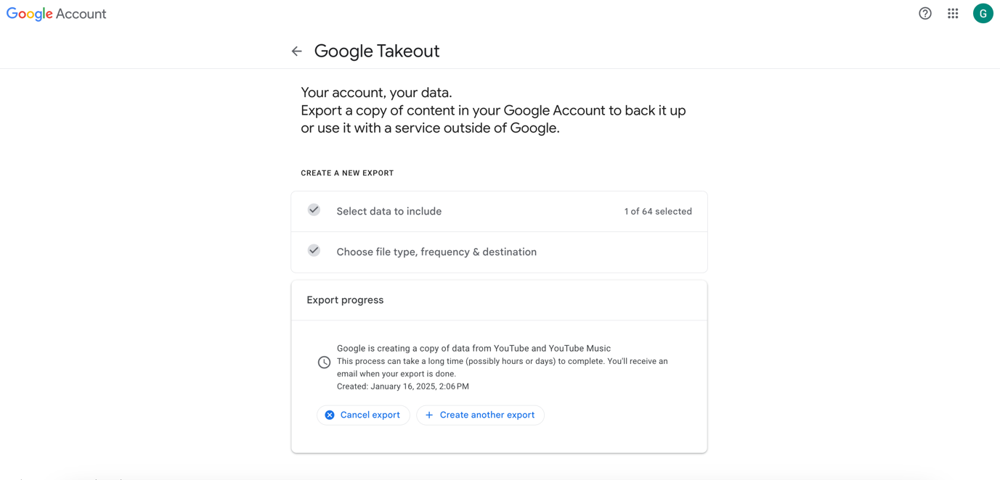 Google Account
G
Google Takeout
Your account, your data.
Export a copy of content in your Google Account to back it up
or use it with a service outside of Google.
CREATE A NEW EXPORT
Select data to include
1 of 64 selected
Choose file type, frequency & destination
Export progress
Google is creating a copy of data from YouTube and YouTube Music
This process can take a long time (possibly hours or days) to complete. You'll receive an
email when your export is done.
Created: January 16, 2025, 2:06 PM
Cancel export
Create another export